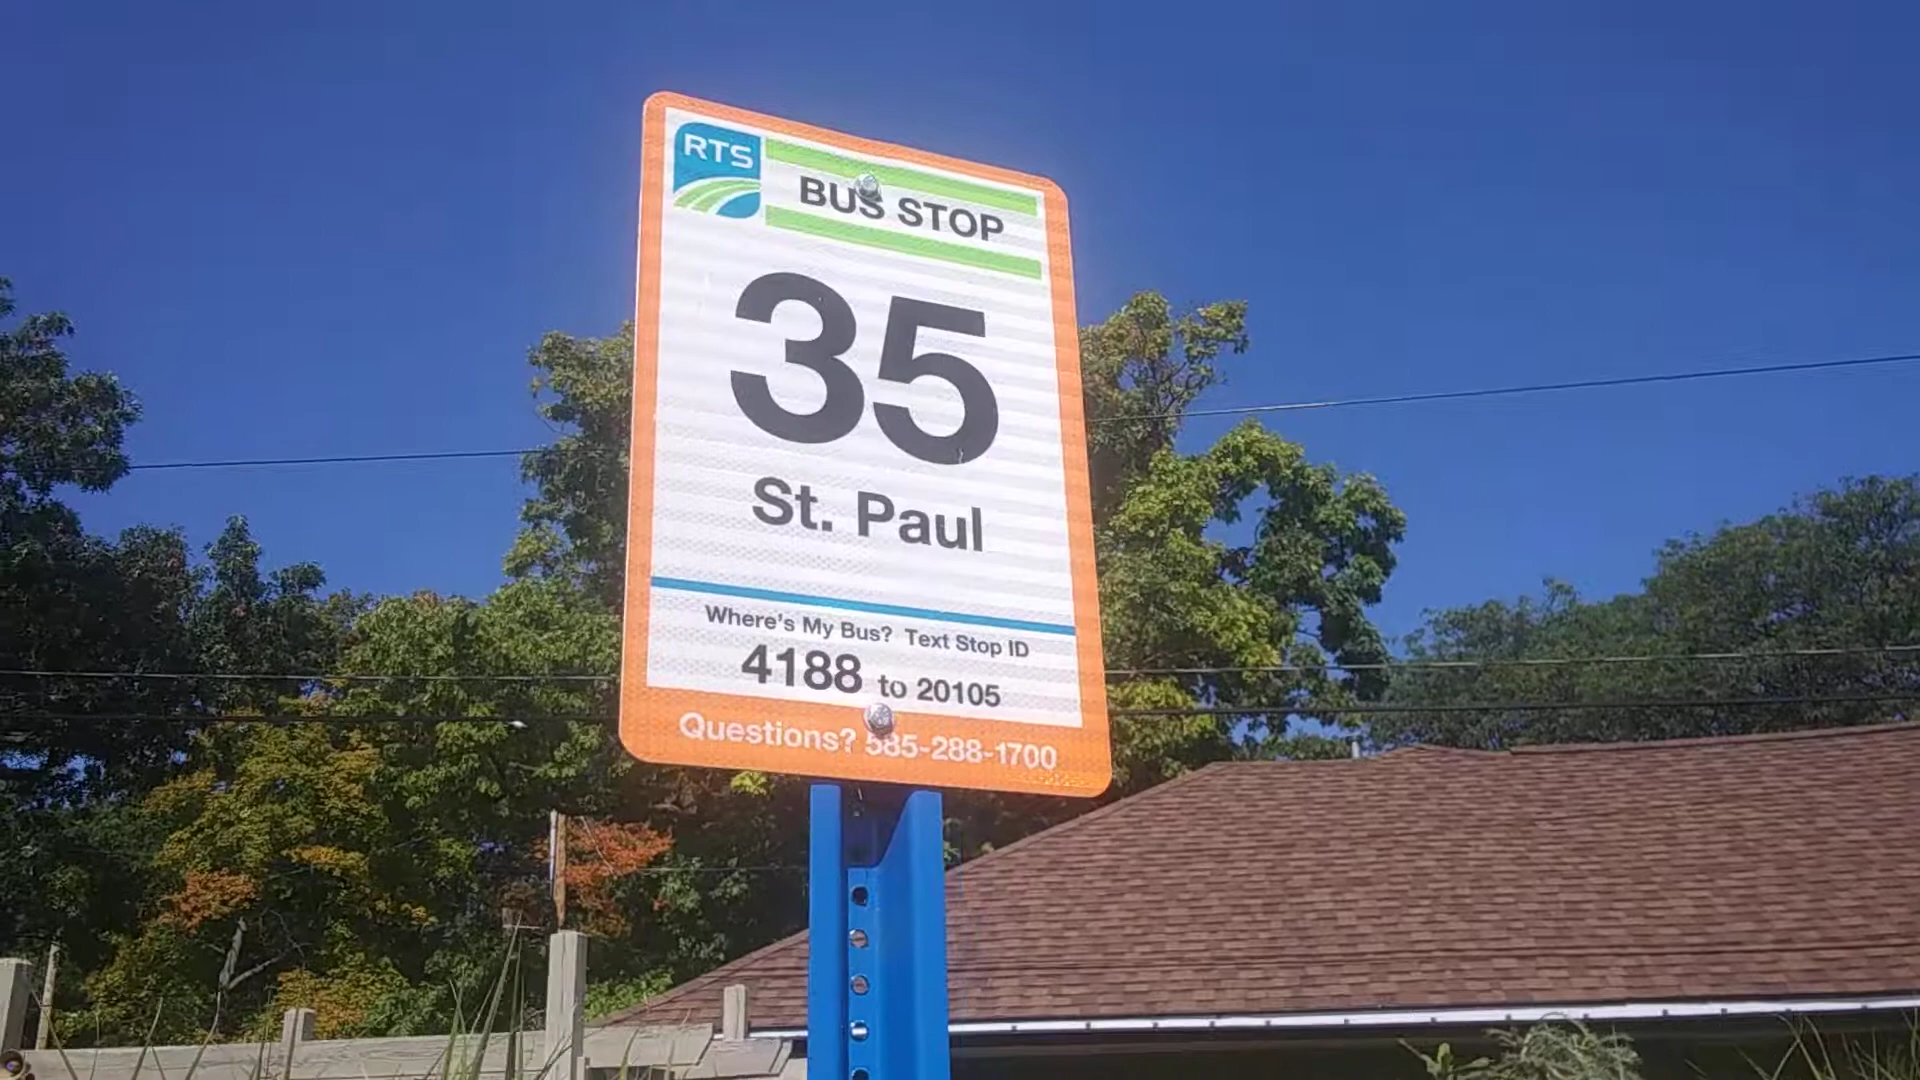 RTS
BUS STOP
35
St. Paul
Where's My Bus? Text Stop ID
4188 to 20105
Questions? 585-288-1700